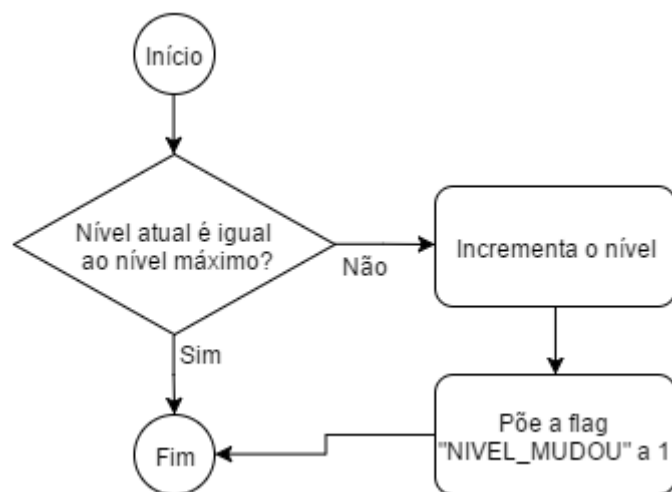 Início
Nível atual é igual
ao nível máximo?
Não
Incrementa o nível
Sim
Põe a flag
"NIVEL_MUDOU" a 1
Fim